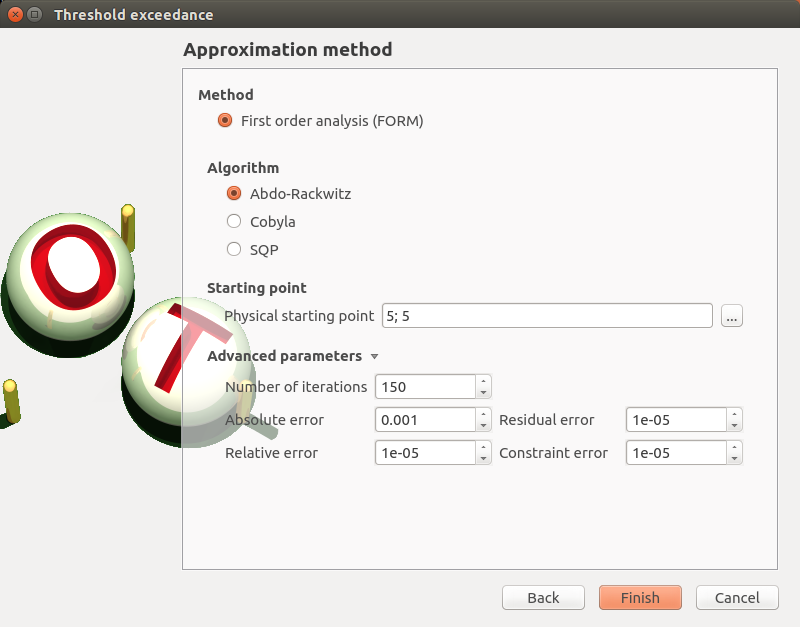 Threshold exceedance
Approximation method
Method
First order analysis (FORM)
Algorithm
Abdo-Rackwitz
Cobyla
SQP
Starting point
Physical starting point 5; 5 ...
Advanced parameters
Number of iterations 150
Absolute error 0.001 Residual error 1e-05
Relative error 1e-05 Constraint error 1e-05
O
T
Back Finish Cancel